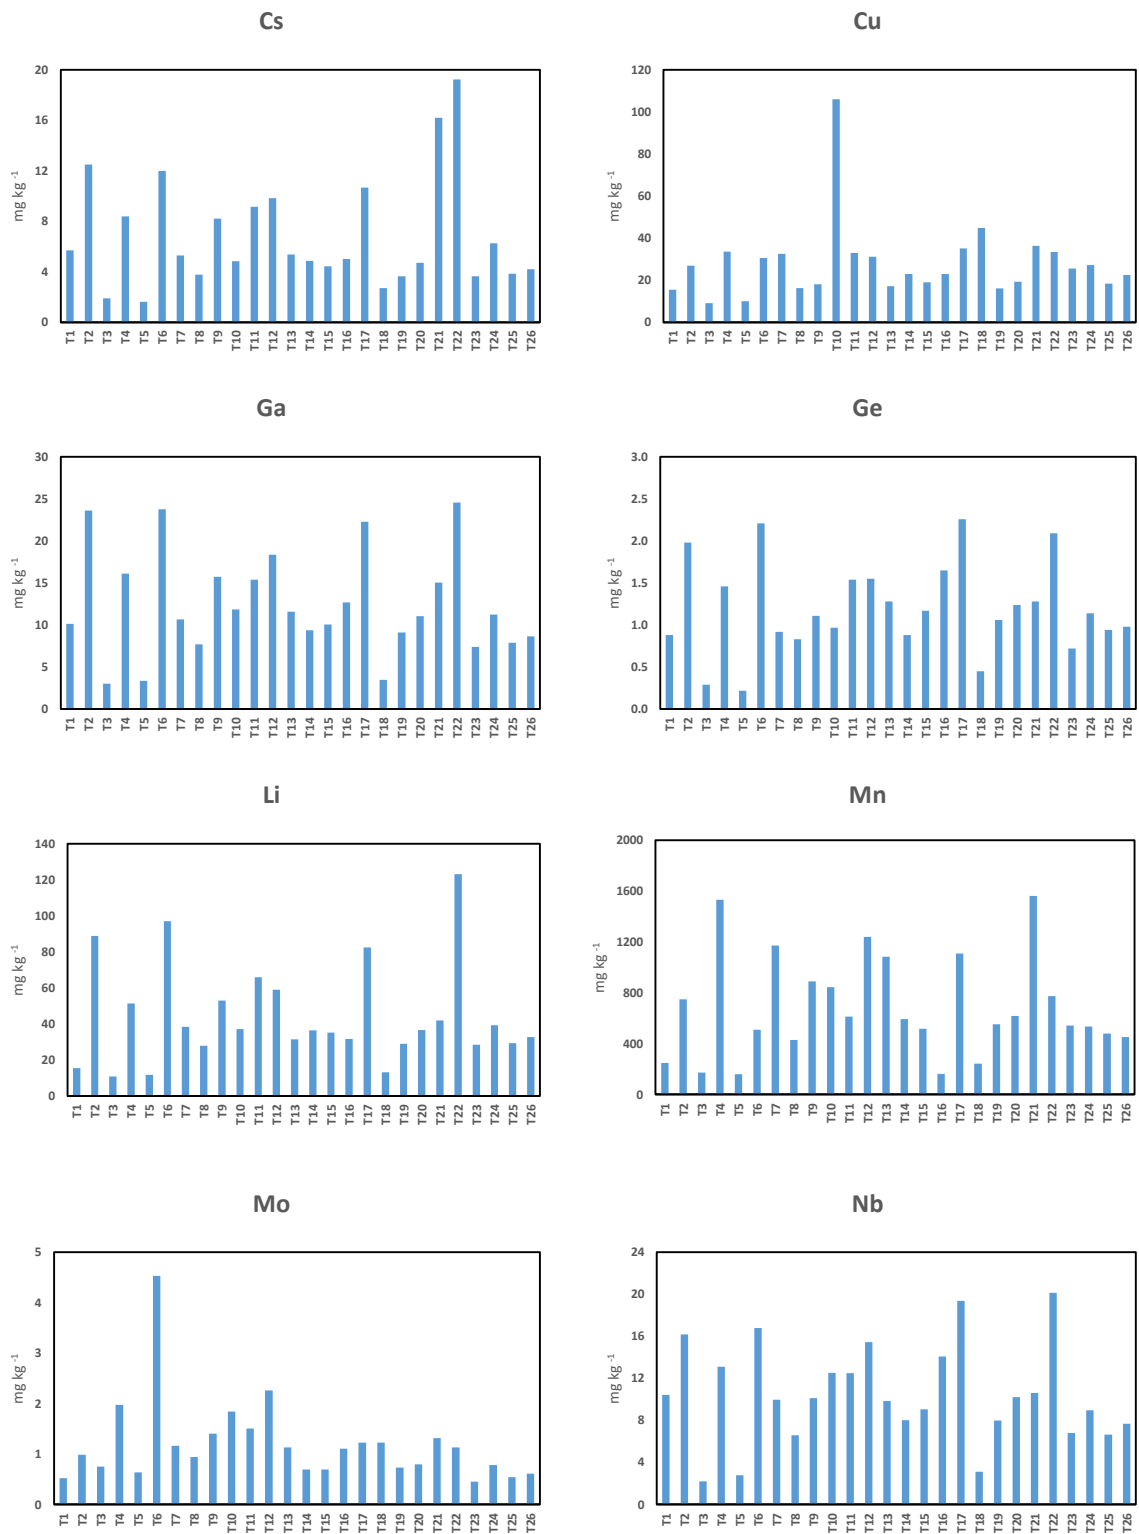 Cs
20
16
12
8
4
0
mg kg -1
T1 T2 T3 T4 T5 T6 T7 T8 T9 T10 T11 T12 T13 T14 T15 T16 T17 T18 T19 T20 T21 T22 T23 T24 T25 T26
Cu
120
100
80
60
40
20
0
mg kg -1
T1 T2 T3 T4 T5 T6 T7 T8 T9 T10 T11 T12 T13 T14 T15 T16 T17 T18 T19 T20 T21 T22 T23 T24 T25 T26
Ga
30
25
20
15
10
5
0
mg kg -1
T1 T2 T3 T4 T5 T6 T7 T8 T9 T10 T11 T12 T13 T14 T15 T16 T17 T18 T19 T20 T21 T22 T23 T24 T25 T26
Ge
3.0
2.5
2.0
1.5
1.0
0.5
0.0
mg kg -1
T1 T2 T3 T4 T5 T6 T7 T8 T9 T10 T11 T12 T13 T14 T15 T16 T17 T18 T19 T20 T21 T22 T23 T24 T25 T26
Li
140
120
100
80
60
40
20
0
mg kg -1
T1 T2 T3 T4 T5 T6 T7 T8 T9 T10 T11 T12 T13 T14 T15 T16 T17 T18 T19 T20 T21 T22 T23 T24 T25 T26
Mn
2000
1600
1200
800
400
0
mg kg -1
T1 T2 T3 T4 T5 T6 T7 T8 T9 T10 T11 T12 T13 T14 T15 T16 T17 T18 T19 T20 T21 T22 T23 T24 T25 T26
Mo
5
4
3
2
1
0
mg kg -1
T1 T2 T3 T4 T5 T6 T7 T8 T9 T10 T11 T12 T13 T14 T15 T16 T17 T18 T19 T20 T21 T22 T23 T24 T25 T26
Nb
24
20
16
12
8
4
0
mg kg -1
T1 T2 T3 T4 T5 T6 T7 T8 T9 T10 T11 T12 T13 T14 T15 T16 T17 T18 T19 T20 T21 T22 T23 T24 T25 T26